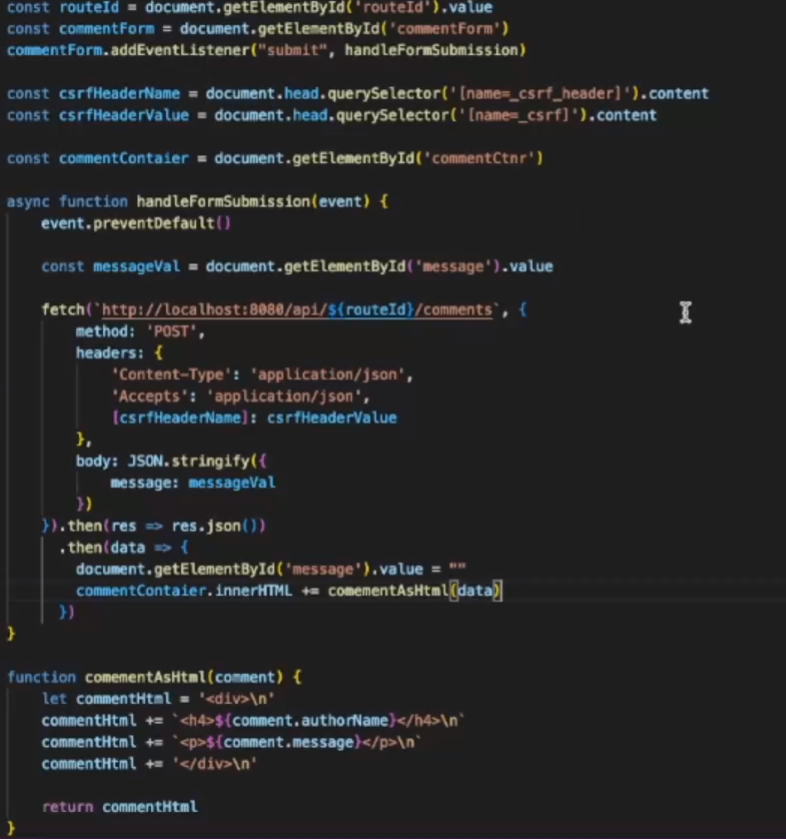 const routeId = document.getElementById('routeId').value
const commentForm = document.getElementById('commentForm')
commentForm.addEventListener("submit", handleFormSubmission)
const csrfHeaderName = document.head.querySelector('[name=_csrf_header]').content
const csrfHeaderValue = document.head.querySelector('[name=_csrf]').content
const commentContaier = document.getElementById('commentCtnr')
async function handleFormSubmission(event) {
event.preventDefault()
const messageVal = document.getElementById('message').value
fetch(`http://localhost:8080/api/${routeId}/comments`, {
method: 'POST',
headers: {
'Content-Type': 'application/json',
'Accepts': 'application/json',
[csrfHeaderName]: csrfHeaderValue
},
body: JSON.stringify({
message: messageVal
})
}).then(res => res.json())
.then(data => {
document.getElementById('message').value = ""
commentContaier.innerHTML += comementAsHtml(data)
})
}
function comementAsHtml(comment) {
let commentHtml = '<div>\n'
commentHtml += `<h4>${comment.authorName}</h4>\n`
commentHtml += `<p>${comment.message}</p>\n`
commentHtml += '</div>\n'
return commentHtml
}